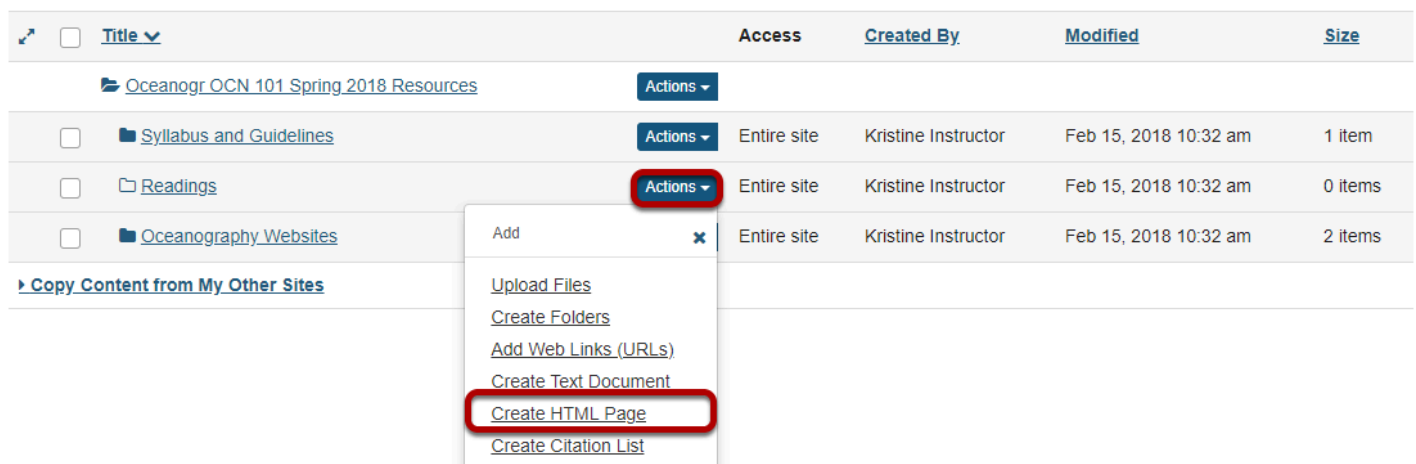 Title Access Created By Modified Size
Oceanogr OCN 101 Spring 2018 Resources Actions
Syllabus and Guidelines Actions Entire site Kristine Instructor Feb 15, 2018 10:32 am 1 item
Readings Actions Entire site Kristine Instructor Feb 15, 2018 10:32 am 0 items
Oceanography Websites Entire site Kristine Instructor Feb 15, 2018 10:32 am 2 items
Copy Content from My Other Sites
Add
Upload Files
Create Folders
Add Web Links (URLs)
Create Text Document
Create HTML Page
Create Citation List